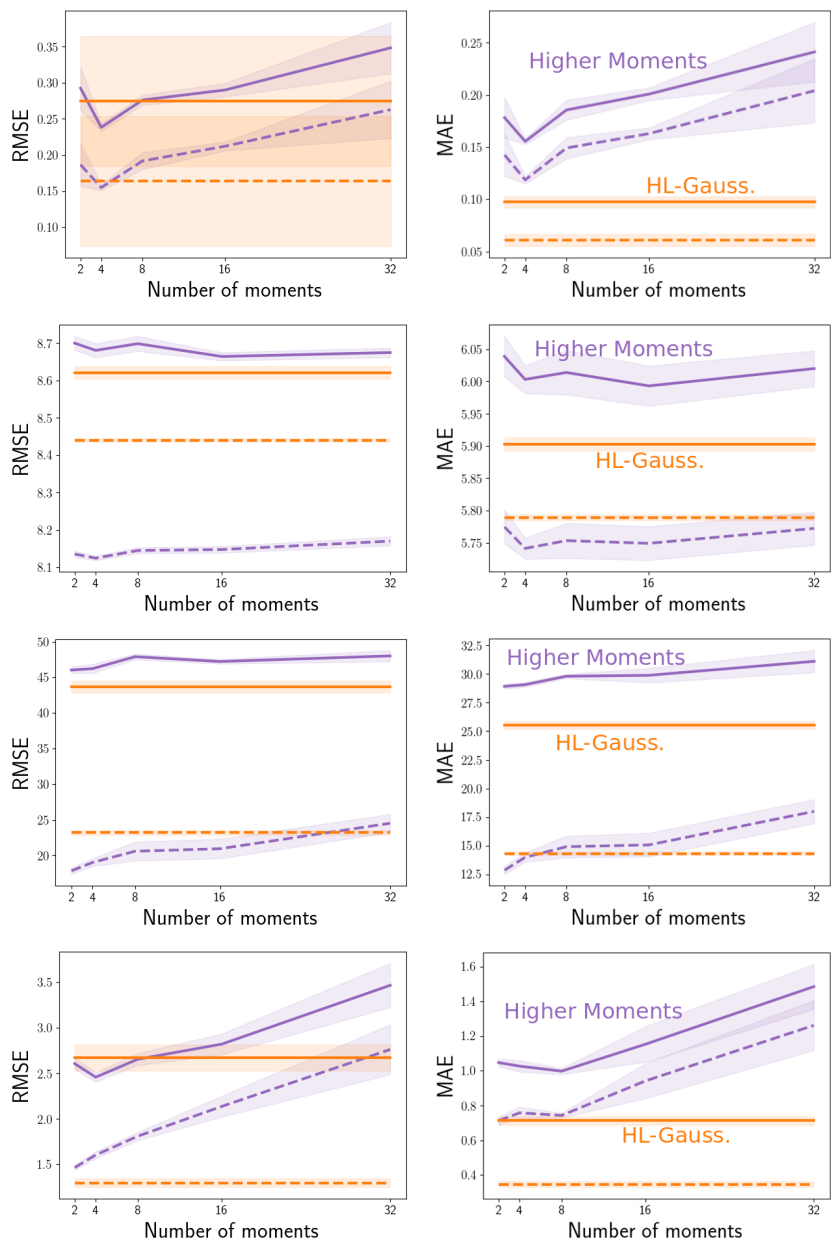 0.35
0.30
0.25
0.20
0.15
0.10
RMSE
2 4 8 16 32
Number of moments
0.25
0.20
0.15
0.10
0.05
MAE
Higher Moments
HL-Gauss.
2 4 8 16 32
Number of moments
8.7
8.6
8.5
8.4
8.3
8.2
8.1
RMSE
2 4 8 16 32
Number of moments
6.05
6.00
5.95
5.90
5.85
5.80
5.75
MAE
Higher Moments
HL-Gauss.
2 4 8 16 32
Number of moments
50
45
40
35
30
25
20
RMSE
2 4 8 16 32
Number of moments
32.5
30.0
27.5
25.0
22.5
20.0
17.5
15.0
12.5
MAE
Higher Moments
HL-Gauss.
2 4 8 16 32
Number of moments
3.5
3.0
2.5
2.0
1.5
RMSE
2 4 8 16 32
Number of moments
1.6
1.4
1.2
1.0
0.8
0.6
0.4
MAE
Higher Moments
HL-Gauss.
2 4 8 16 32
Number of moments